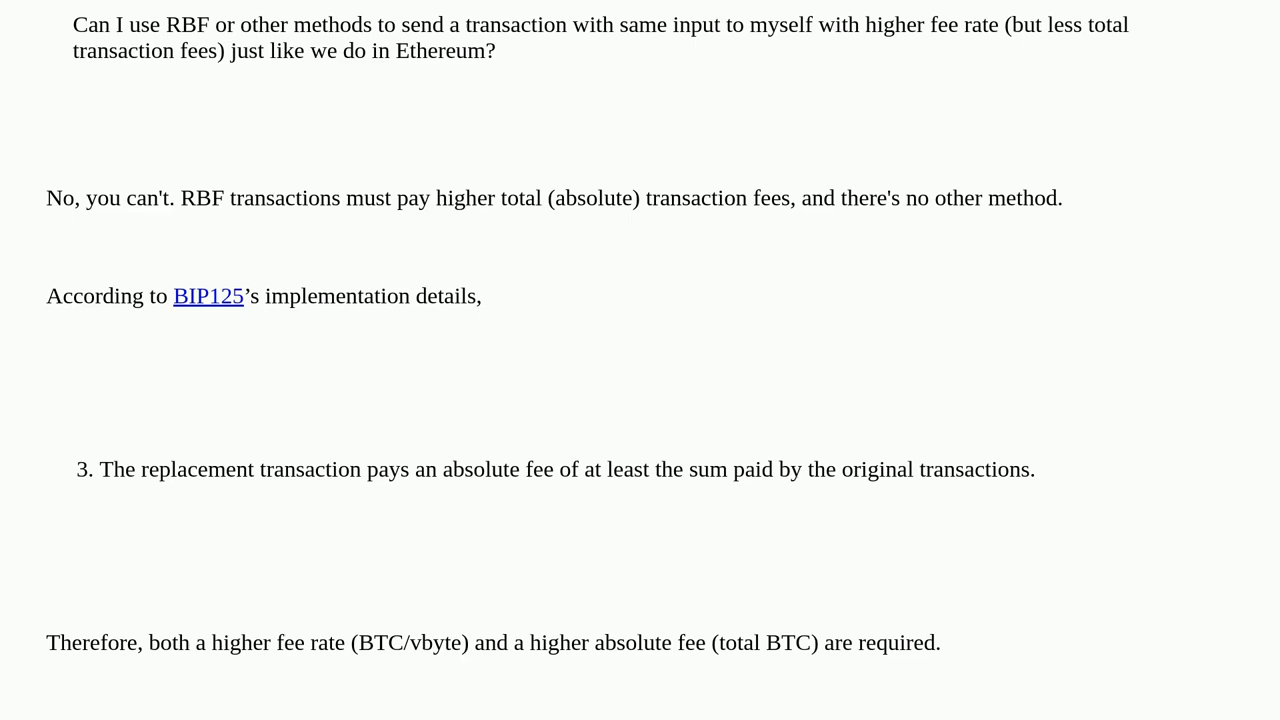 Can I use RBF or other methods to send a transaction with same input to myself with higher fee rate (but less total
transaction fees) just like we do in Ethereum?
No, you can't. RBF transactions must pay higher total (absolute) transaction fees, and there's no other method.
According to BIP125’s implementation details,
3. The replacement transaction pays an absolute fee of at least the sum paid by the original transactions.
Therefore, both a higher fee rate (BTC/vbyte) and a higher absolute fee (total BTC) are required.